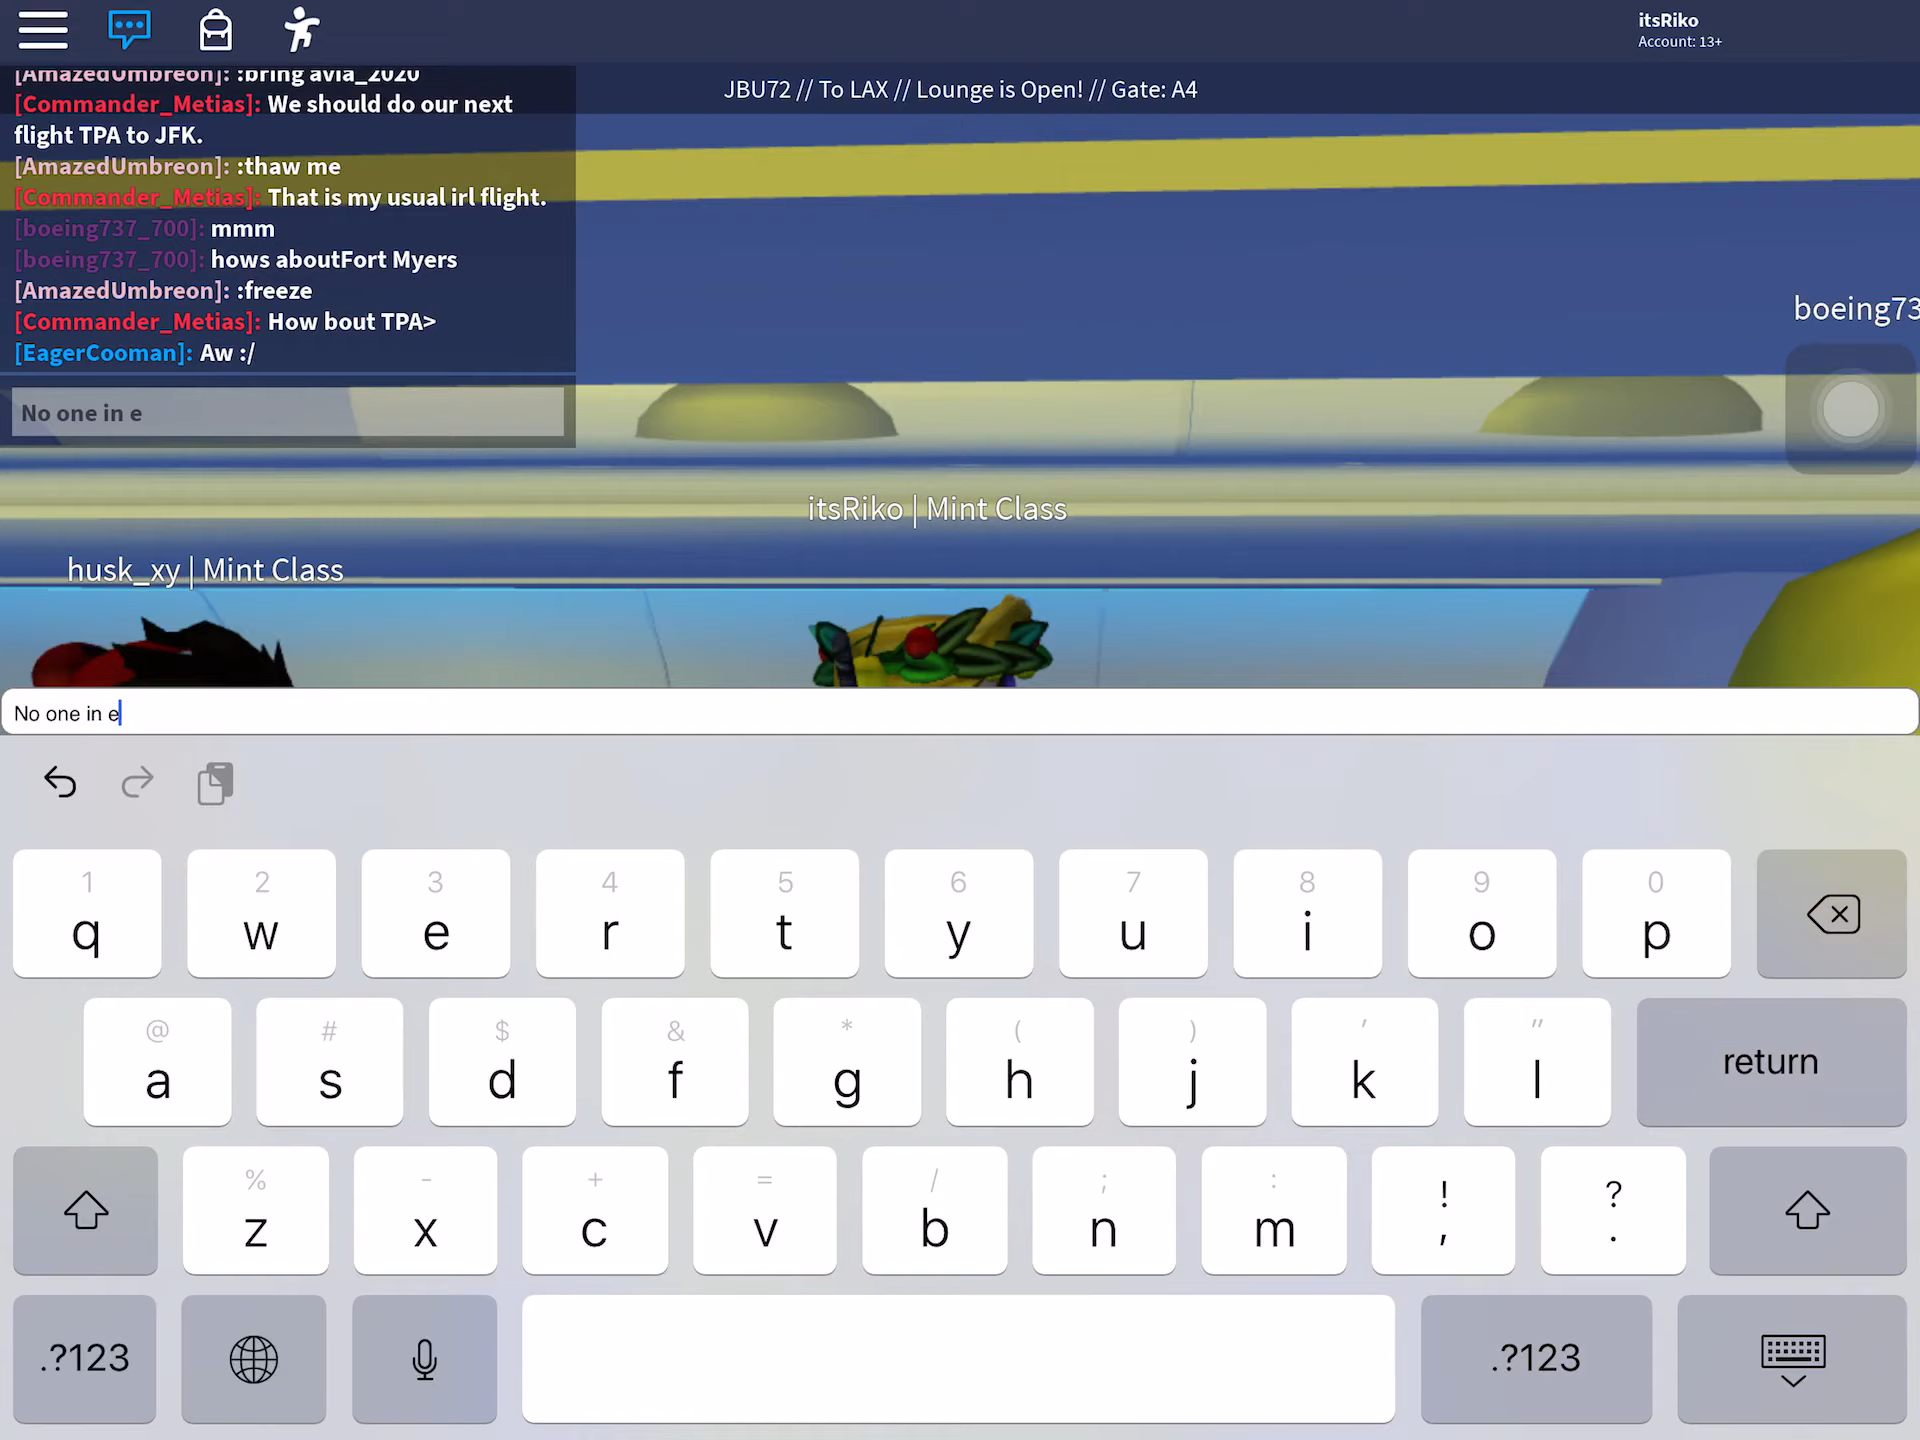 itsRiko
Account: 13+
JBU72 // To LAX // Lounge is Open! // Gate: A4
[AmazedUmbreon]: :bring avia_2020
[Commander_Metias]: We should do our next
flight TPA to JFK.
[AmazedUmbreon]: :thaw me
[Commander_Metias]: That is my usual irl flight.
[boeing737_700]: mmm
[boeing737_700]: hows aboutFort Myers
[AmazedUmbreon]: :freeze
[Commander_Metias]: How bout TPA>
[EagerCooman]: Aw :/
No one in e
boeing73
itsRiko | Mint Class
husk_xy | Mint Class
No one in e
1 2 3 4 5 6 7 8 9 0
q w e r t y u i o p
@ # $ & * ( ) ' "
a s d f g h j k l return
% - + = / ; : ! ?
z x c v b n m , .
.?123 .?123